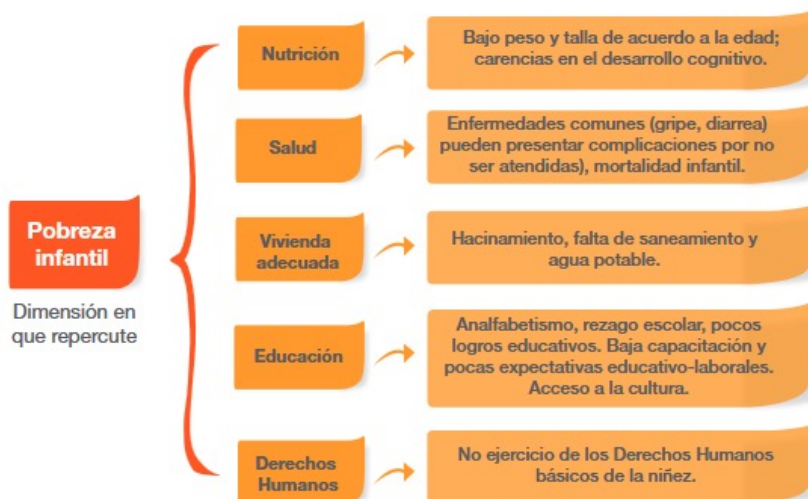 Pobreza
infantil
Dimensión en
que repercute
Nutrición
Bajo peso y talla de acuerdo a la edad;
carencias en el desarrollo cognitivo.
Salud
Enfermedades comunes (gripe, diarrea)
pueden presentar complicaciones por no
ser atendidas), mortalidad infantil.
Vivienda
adecuada
Hacinamiento, falta de saneamiento y
agua potable.
Educación
Analfabetismo, rezago escolar, pocos
logros educativos. Baja capacitación y
pocas expectativas educativo-laborales.
Acceso a la cultura.
Derechos
Humanos
No ejercicio de los Derechos Humanos
básicos de la niñez.